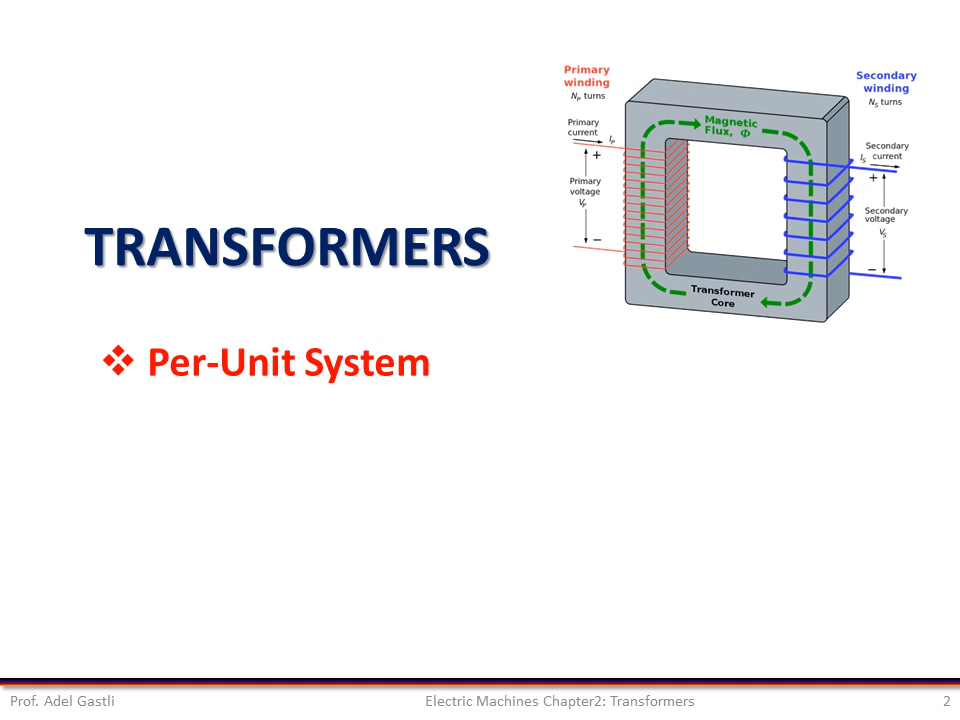 TRANSFORMERS
❖ Per-Unit System
Primary
winding
N_P turns
Secondary
winding
N_S turns
Magnetic
Flux, Φ
Primary
current
I_P
+
Primary
voltage
V_P
−
Secondary
current
I_S
+
Secondary
voltage
V_S
−
Transformer
Core
Prof. Adel Gastli
Electric Machines Chapter2: Transformers
2